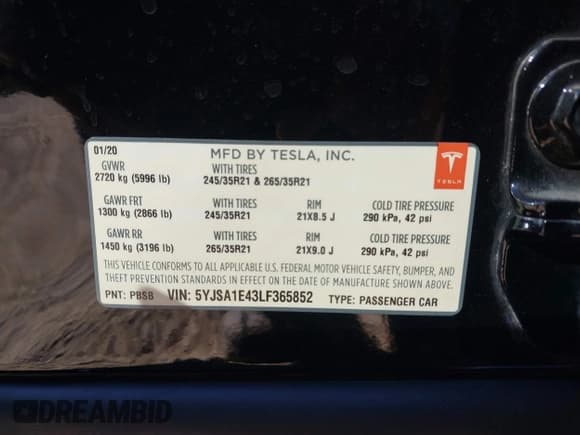 01/20
MFD BY TESLA, INC.
TESLA
GVWR WITH TIRES
2720 kg (5996 lb) 245/35R21 & 265/35R21
GAWR FRT WITH TIRES RIM COLD TIRE PRESSURE
1300 kg (2866 lb) 245/35R21 21X8.5 J 290 kPa, 42 psi
GAWR RR WITH TIRES RIM COLD TIRE PRESSURE
1450 kg (3196 lb) 265/35R21 21X9.0 J 290 kPa, 42 psi
THIS VEHICLE CONFORMS TO ALL APPLICABLE U.S. FEDERAL MOTOR VEHICLE SAFETY, BUMPER, AND
THEFT PREVENTION STANDARDS IN EFFECT ON THE DATE OF MANUFACTURE SHOWN ABOVE.
PNT: PBSB VIN: 5YJSA1E43LF365852 TYPE: PASSENGER CAR
DREAMBID